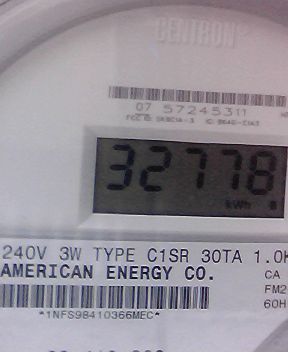 CENTRON
07 57245311
32778
kWh
240V 3W TYPE C1SR 30TA 1.0K
AMERICAN ENERGY CO.
CA
FM2
60H
*1NFS98410366MEC*